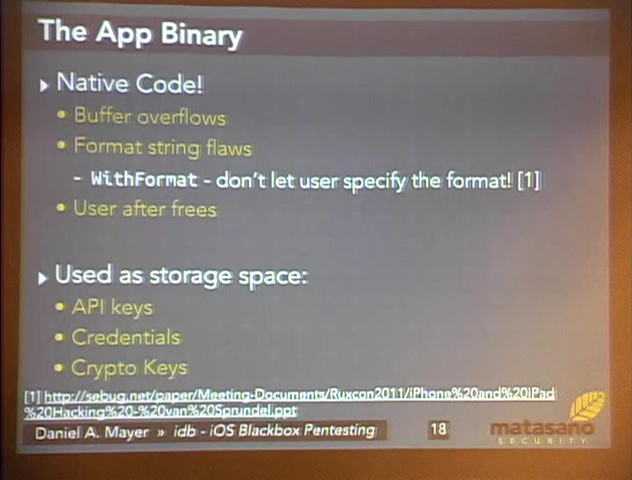 The App Binary
Native Code!
• Buffer overflows
• Format string flaws
- WithFormat - don't let user specify the format! [1]
• User after frees
Used as storage space:
• API keys
• Credentials
• Crypto Keys
[1] http://sebug.net/paper/Meeting-Documents/Ruxcon2011/iPhone%20and%20iPad
%20Hacking%20-%20van%20Sprundel.ppt
Daniel A. Mayer » idb - iOS Blackbox Pentesting 18
matasano
SECURITY